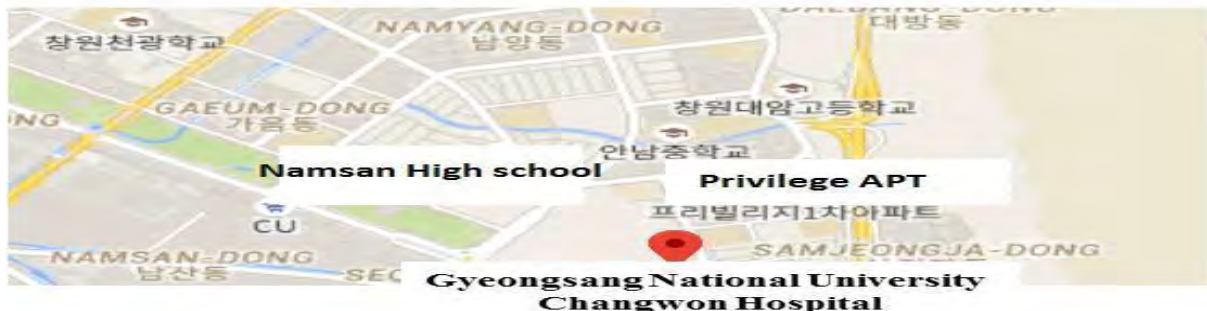 NAMYANG-DONG
남양동
대방동
창원천광학교
GAEUM-DONG
가음동
창원대암고등학교
안남중학교
Namsan High school
Privilege APT
CU
프리빌리지1차아파트
NAMSAN-DONG
남산동
SAMJEONGJA-DONG
Gyeongsang National University
Changwon Hospital